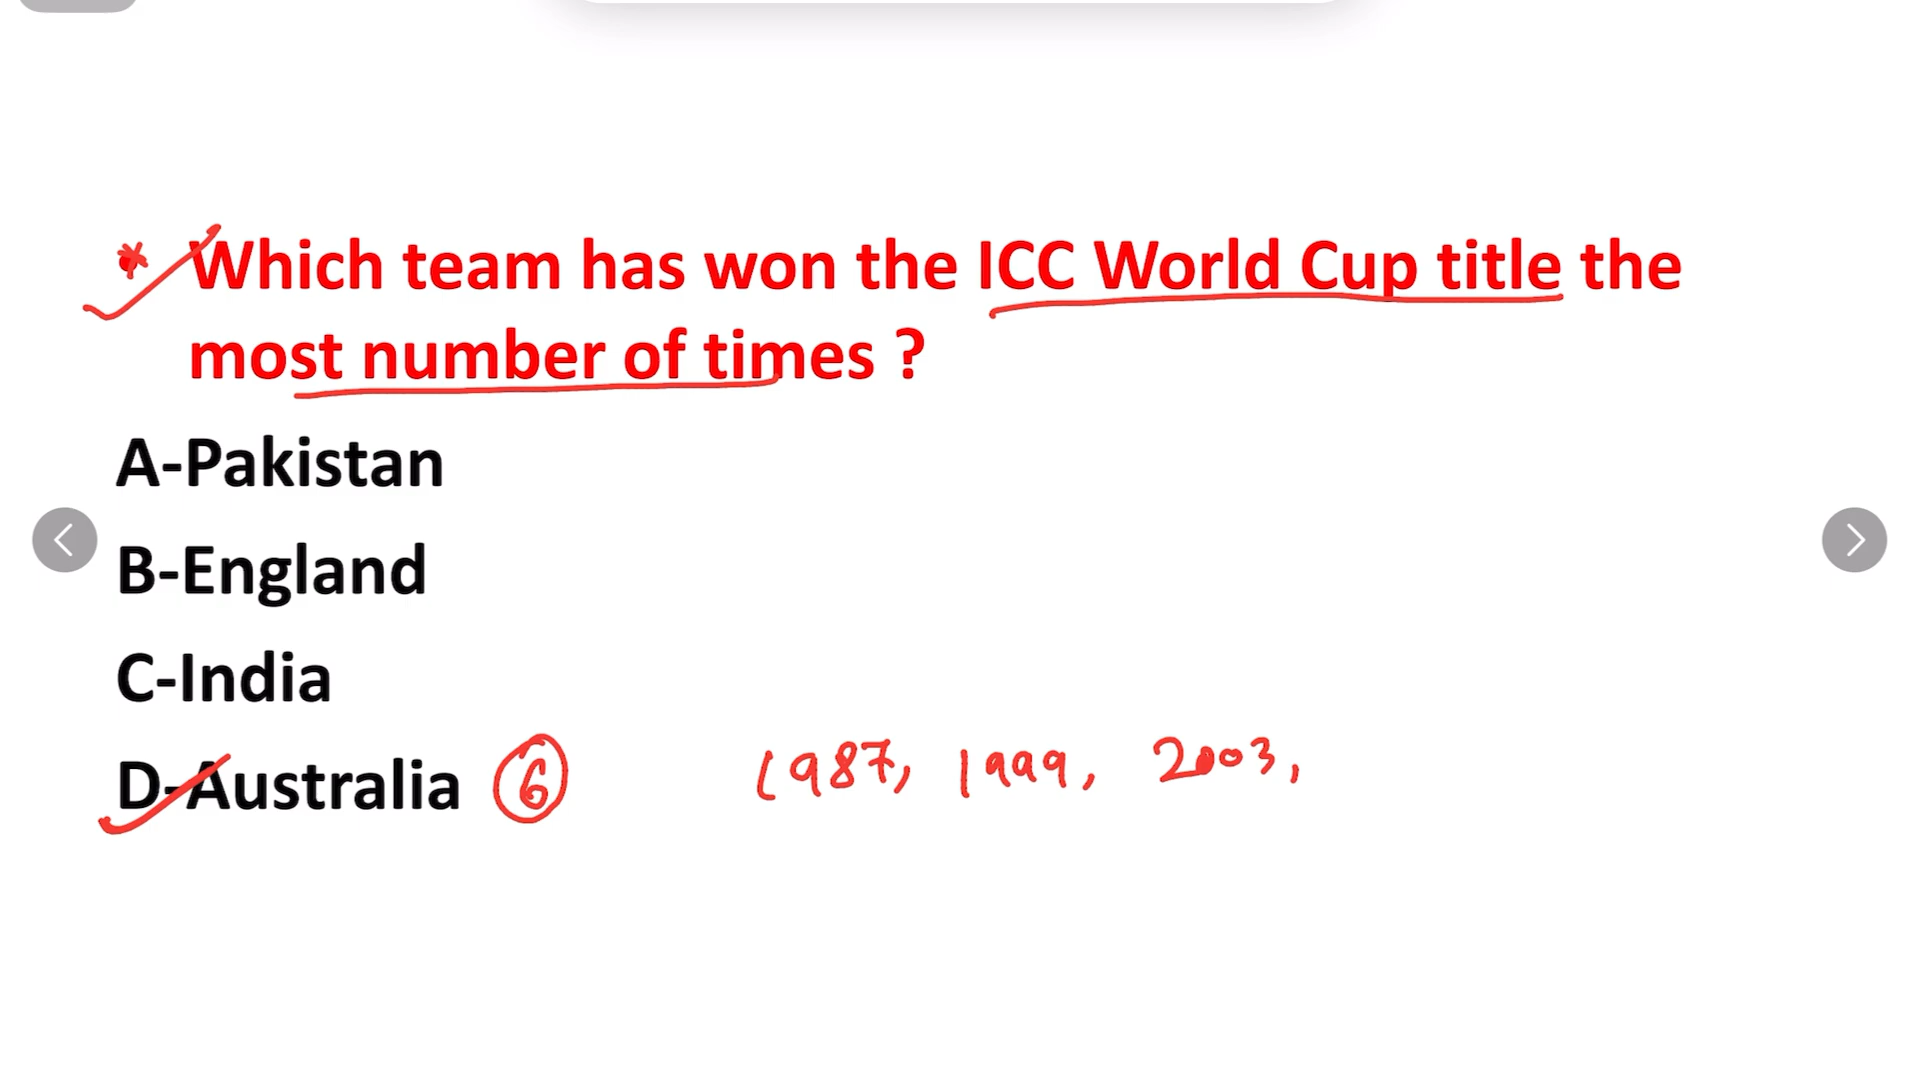 * Which team has won the ICC World Cup title the
most number of times ?
A-Pakistan
B-England
C-India
D-Australia 6 1987, 1999, 2003,